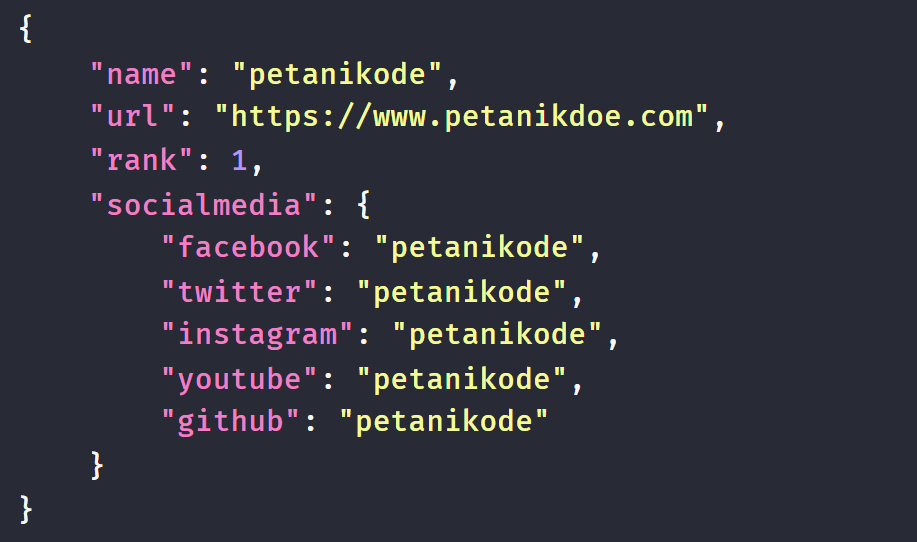 {
    "name": "petanikode",
    "url": "https://www.petanikdoe.com",
    "rank": 1,
    "socialmedia": {
        "facebook": "petanikode",
        "twitter": "petanikode",
        "instagram": "petanikode",
        "youtube": "petanikode",
        "github": "petanikode"
    }
}